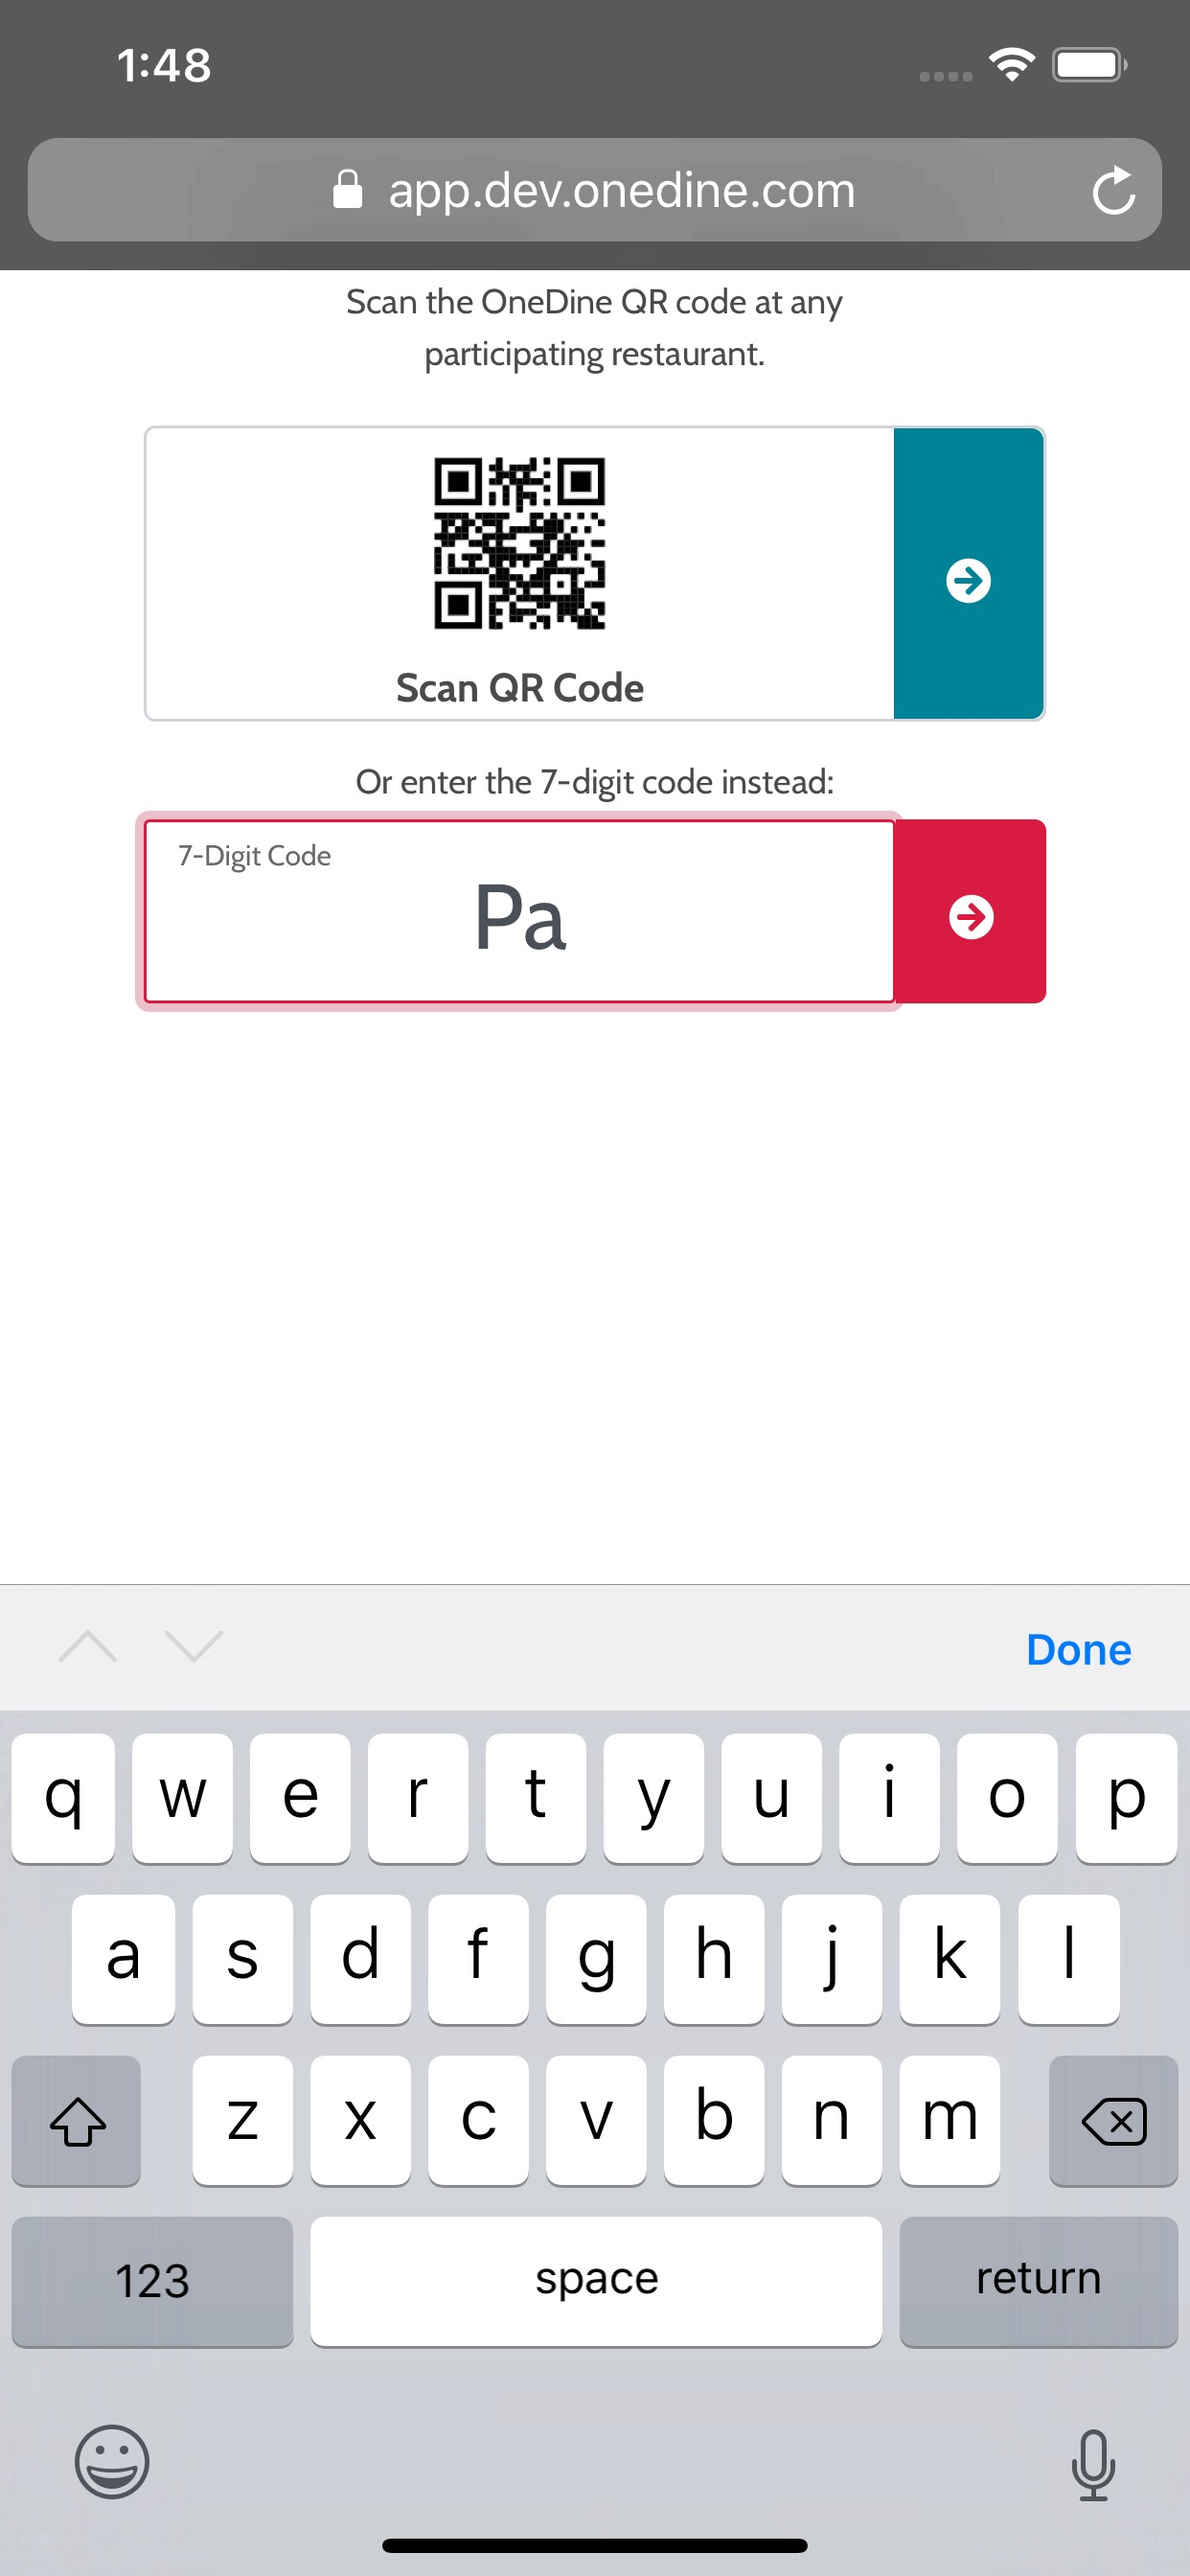 1:48
app.dev.onedine.com
Scan the OneDine QR code at any
participating restaurant.
Scan QR Code
Or enter the 7-digit code instead:
7-Digit Code
Pa
Done
q w e r t y u i o p
a s d f g h j k l
z x c v b n m
123 space return